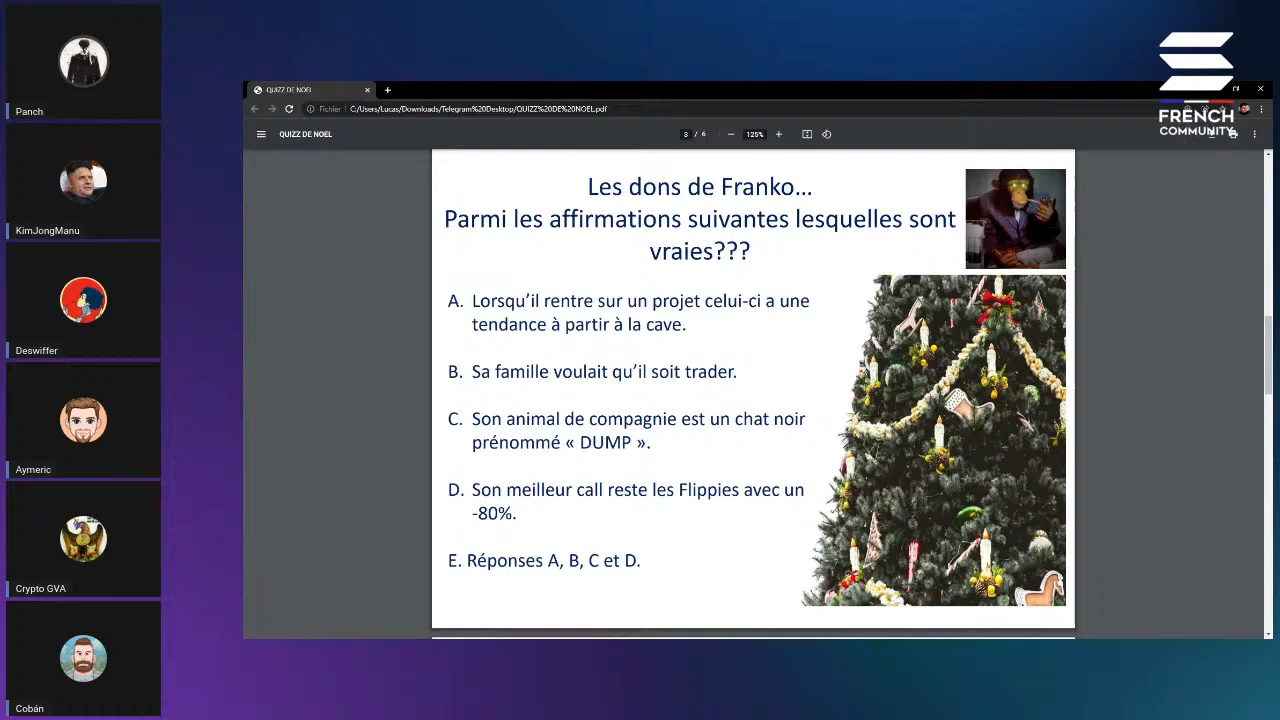 Panch
KimJongManu
Deswiffer
Aymeric
Crypto GVA
Cobán
FRENCH
COMMUNITY
QUIZZ DE NOEL
Fichier
C:/Users/Lucas/Downloads/Telegram%20Desktop/QUIZZ%20DE%20NOEL.pdf
QUIZZ DE NOEL
3 / 6
125%
Les dons de Franko…
Parmi les affirmations suivantes lesquelles sont
vraies???
A. Lorsqu’il rentre sur un projet celui-ci a une
tendance à partir à la cave.
B. Sa famille voulait qu’il soit trader.
C. Son animal de compagnie est un chat noir
prénommé « DUMP ».
D. Son meilleur call reste les Flippies avec un
-80%.
E. Réponses A, B, C et D.